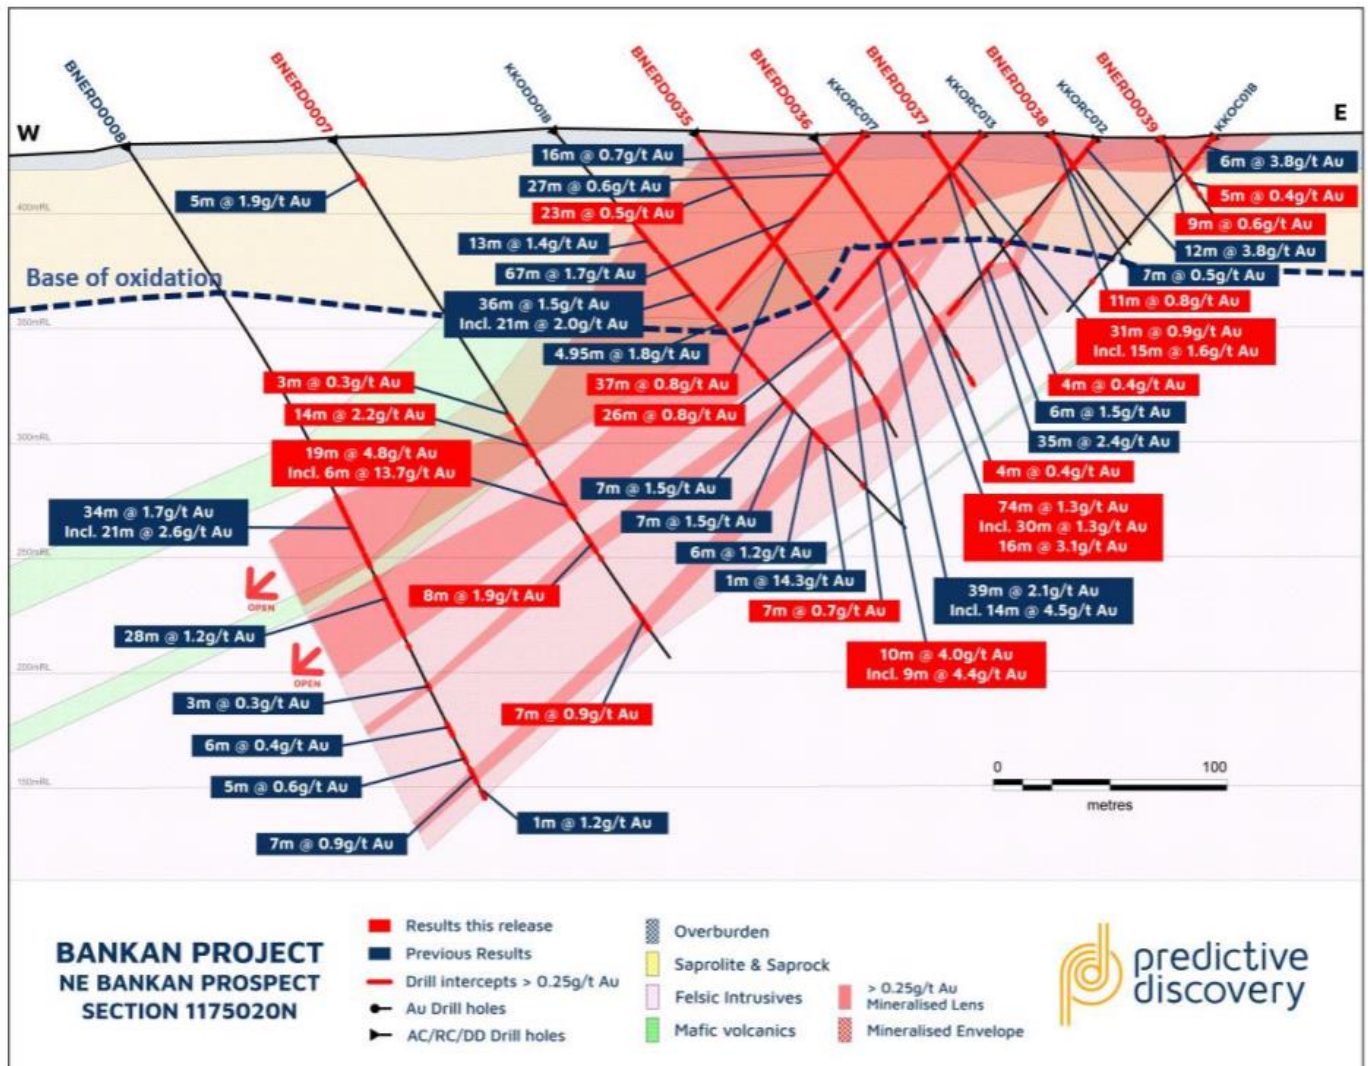 BNERD0008
BNERD0007
KKODD018
BNERD0035
BNERD0036
KKORC017
BNERD0037
KKORC013
BNERD0038
KKORC012
BNERD0039
KKOC018
W
E
16m @ 0.7g/t Au
6m @ 3.8g/t Au
27m @ 0.6g/t Au
5m @ 1.9g/t Au
5m @ 0.4g/t Au
400mRL
23m @ 0.5g/t Au
9m @ 0.6g/t Au
13m @ 1.4g/t Au
12m @ 3.8g/t Au
67m @ 1.7g/t Au
7m @ 0.5g/t Au
Base of oxidation
36m @ 1.5g/t Au
Incl. 21m @ 2.0g/t Au
11m @ 0.8g/t Au
350mRL
31m @ 0.9g/t Au
Incl. 15m @ 1.6g/t Au
4.95m @ 1.8g/t Au
3m @ 0.3g/t Au
37m @ 0.8g/t Au
4m @ 0.4g/t Au
14m @ 2.2g/t Au
26m @ 0.8g/t Au
6m @ 1.5g/t Au
300mRL
35m @ 2.4g/t Au
19m @ 4.8g/t Au
Incl. 6m @ 13.7g/t Au
4m @ 0.4g/t Au
7m @ 1.5g/t Au
34m @ 1.7g/t Au
Incl. 21m @ 2.6g/t Au
7m @ 1.5g/t Au
74m @ 1.3g/t Au
Incl. 30m @ 1.3g/t Au
16m @ 3.1g/t Au
250mRL
6m @ 1.2g/t Au
1m @ 14.3g/t Au
OPEN
8m @ 1.9g/t Au
7m @ 0.7g/t Au
39m @ 2.1g/t Au
Incl. 14m @ 4.5g/t Au
28m @ 1.2g/t Au
200mRL
OPEN
10m @ 4.0g/t Au
Incl. 9m @ 4.4g/t Au
3m @ 0.3g/t Au
7m @ 0.9g/t Au
6m @ 0.4g/t Au
150mRL
5m @ 0.6g/t Au
0 100
metres
1m @ 1.2g/t Au
7m @ 0.9g/t Au
BANKAN PROJECT
NE BANKAN PROSPECT
SECTION 1175020N
Results this release
Previous Results
Drill intercepts > 0.25g/t Au
Au Drill holes
AC/RC/DD Drill holes
Overburden
Saprolite & Saprock
Felsic Intrusives
Mafic volcanics
> 0.25g/t Au
Mineralised Lens
Mineralised Envelope
predictive
discovery